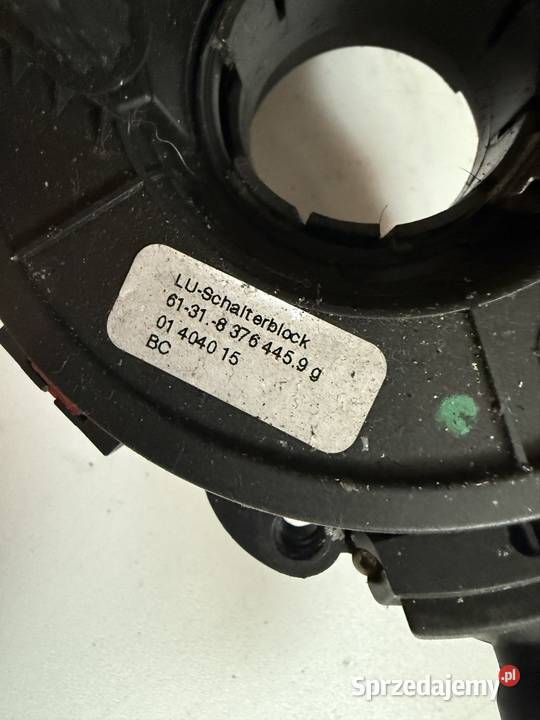 LU-Schalterblock
61-31.-8 376 445.9 g
01 4040 15
BC
Sprzedajemy.pl